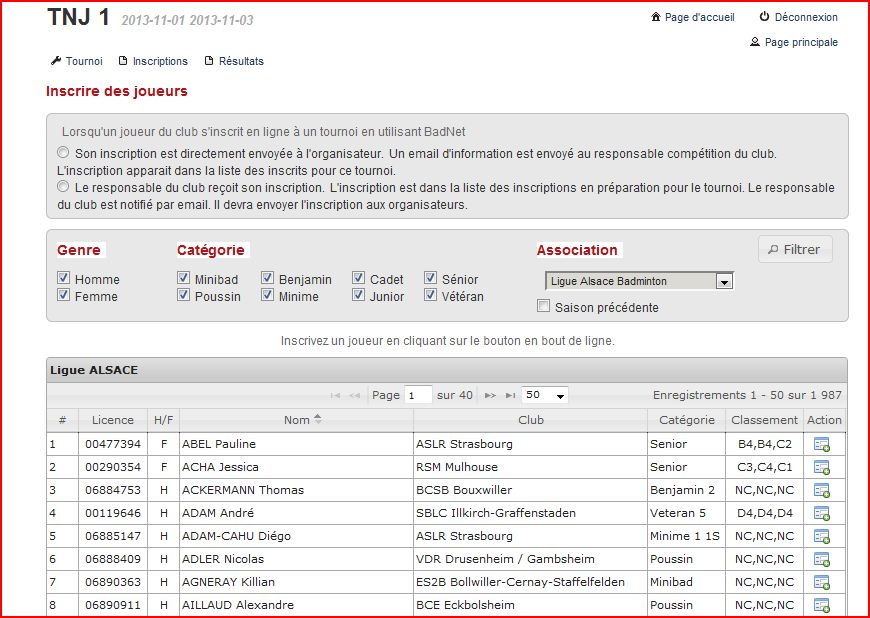 TNJ 1 2013-11-01 2013-11-03
Page d'accueil Déconnexion
Page principale
Tournoi Inscriptions Résultats
Inscrire des joueurs
Lorsqu'un joueur du club s'inscrit en ligne à un tournoi en utilisant BadNet
Son inscription est directement envoyée à l'organisateur. Un email d'information est envoyé au responsable compétition du club.
L'inscription apparait dans la liste des inscrits pour ce tournoi.
Le responsable du club reçoit son inscription. L'inscription est dans la liste des inscriptions en préparation pour le tournoi. Le responsable
du club est notifié par email. Il devra envoyer l'inscription aux organisateurs.
Genre Catégorie Association Filtrer
Homme Minibad Benjamin Cadet Sénior Ligue Alsace Badminton
Femme Poussin Minime Junior Vétéran
Saison précédente
Inscrivez un joueur en cliquant sur le bouton en bout de ligne.
Ligue ALSACE
Page 1 sur 40 50 Enregistrements 1 - 50 sur 1 987
# Licence H/F Nom Club Catégorie Classement Action
1 00477394 F ABEL Pauline ASLR Strasbourg Senior B4,B4,C2
2 00290354 F ACHA Jessica RSM Mulhouse Senior C3,C4,C1
3 06884753 H ACKERMANN Thomas BCSB Bouxwiller Benjamin 2 NC,NC,NC
4 00119646 H ADAM André SBLC Illkirch-Graffenstaden Veteran 5 D4,D4,D4
5 06885147 H ADAM-CAHU Diégo ASLR Strasbourg Minime 1 1S NC,NC,NC
6 06888409 H ADLER Nicolas VDR Drusenheim / Gambsheim Poussin NC,NC,NC
7 06890363 H AGNERAY Killian ES2B Bollwiller-Cernay-Staffelfelden Minibad NC,NC,NC
8 06890911 H AILLAUD Alexandre BCE Eckbolsheim Poussin NC,NC,NC